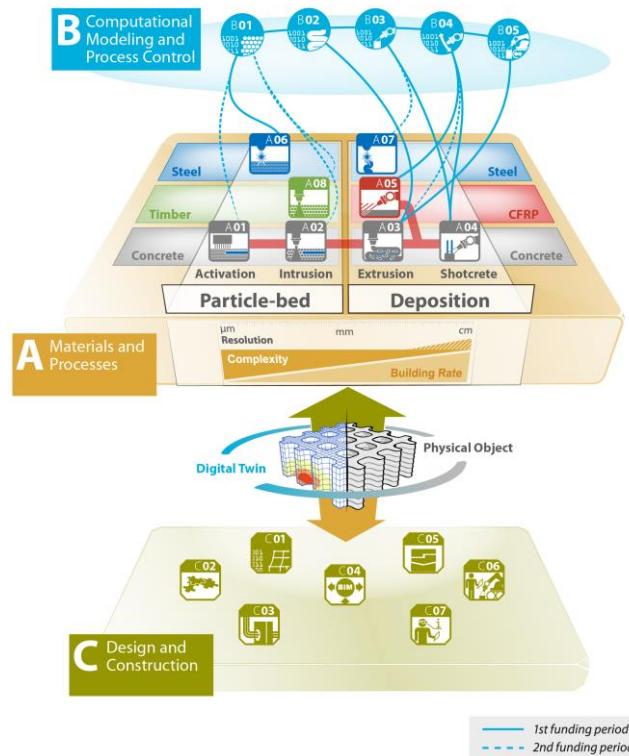 B Computational
Modeling and
Process Control
B01
B02
B03
B04
B05
A06
A07
Steel
Steel
A08
A05
Timber
CFRP
A01
A02
A03
A04
Concrete
Concrete
Activation
Intrusion
Extrusion
Shotcrete
Particle-bed
Deposition
µm
mm
cm
Resolution
Complexity
Building Rate
A Materials and
Processes
Digital Twin
Physical Object
C01
C02
C03
C04
BIM
C05
C06
C07
C Design and
Construction
1st funding period
2nd funding period